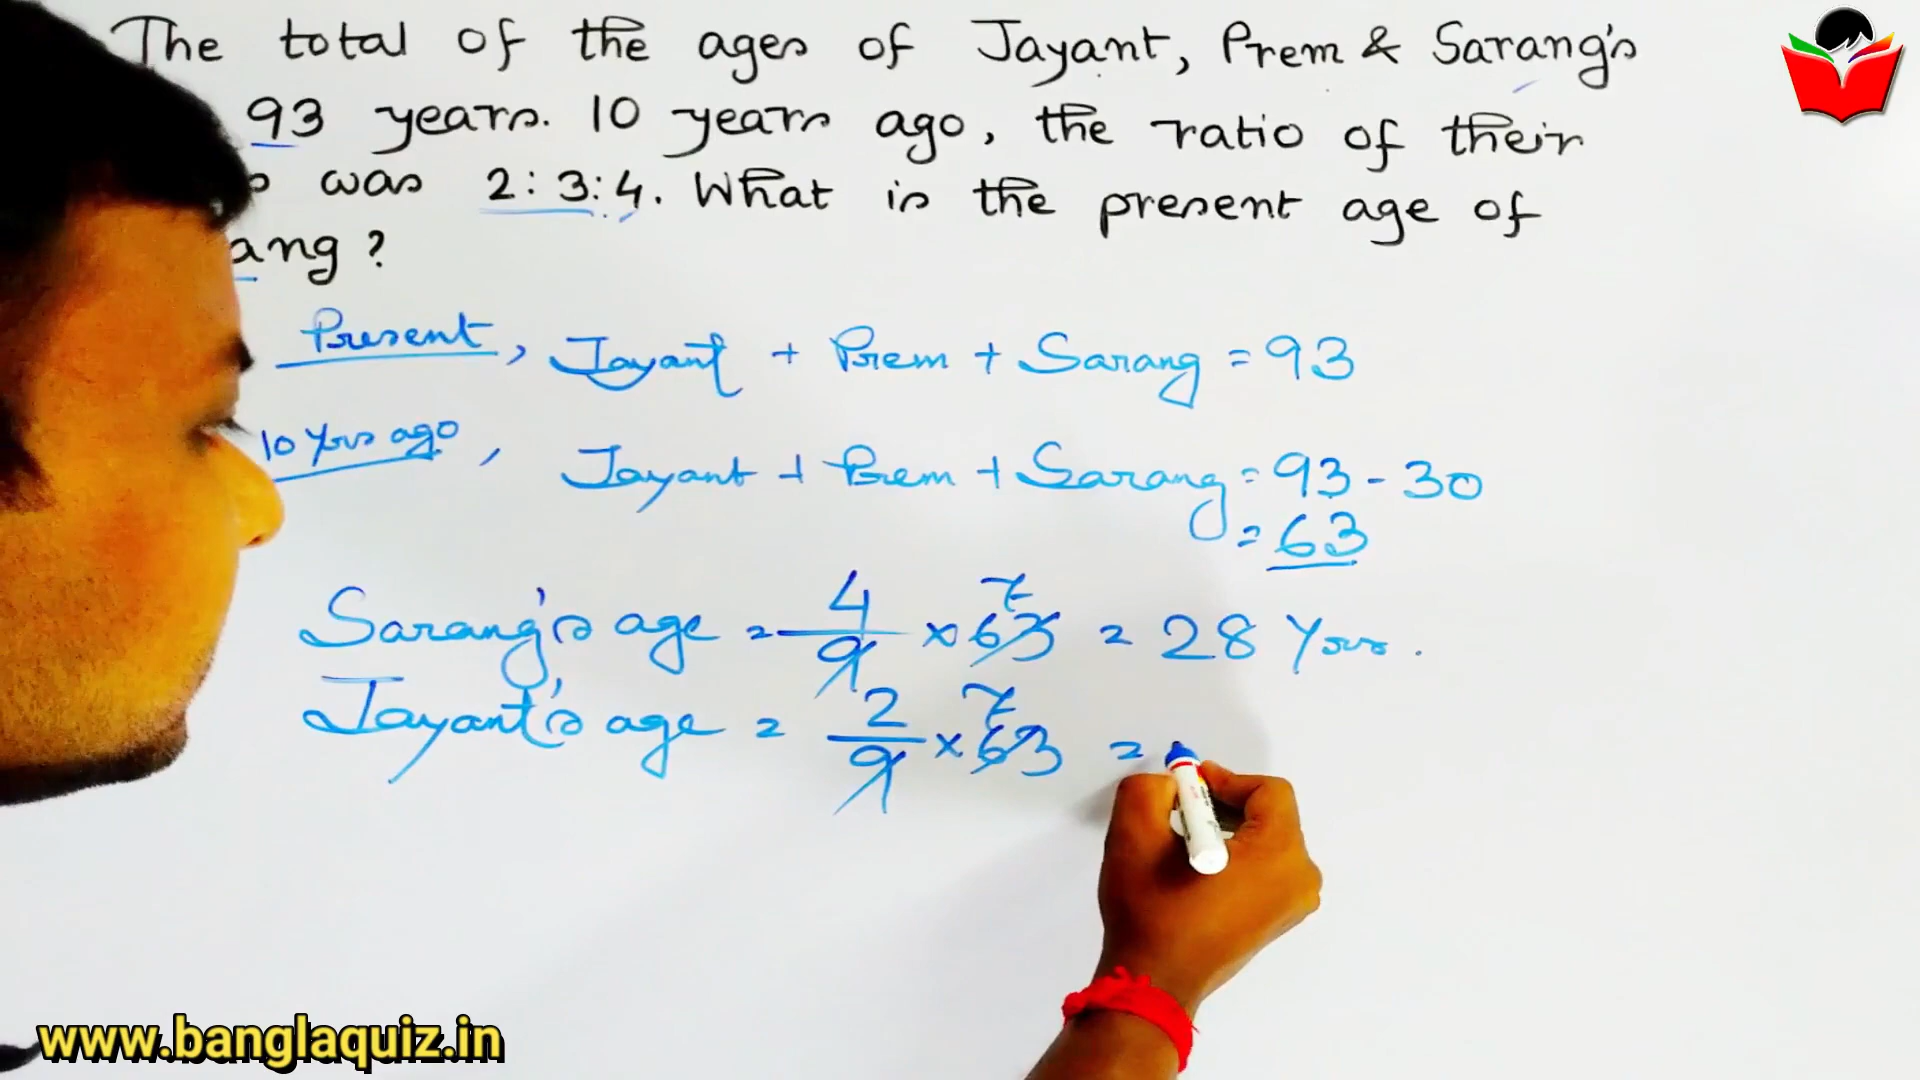 The total of the ages of Jayant, Prem & Sarang's
93 years. 10 years ago, the ratio of their
was 2:3:4. What is the present age of
ang?
Present, Jayant + Prem + Sarang = 93
10 Yrs ago, Jayant + Prem + Sarang = 93 - 30
= 63
Sarang's age = 4/9 × 63 7 = 28 Yrs.
Jayant's age = 2/9 × 63 7 =
www.banglaquiz.in